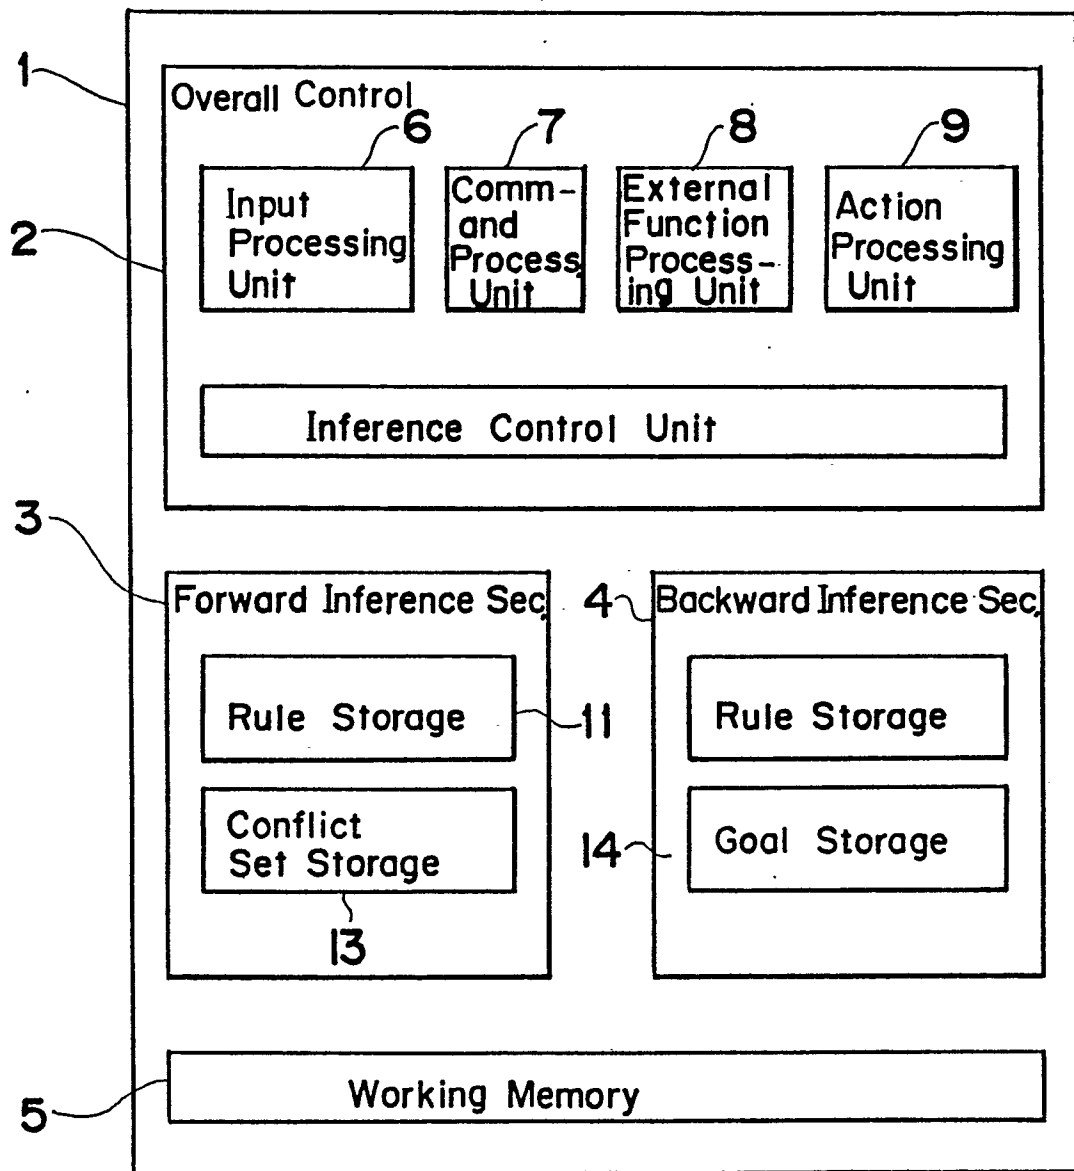 1
Overall Control
6
7
8
9
2
Input
Processing
Unit
Comm-
and
Process.
Unit
External
Function
Process-
ing Unit
Action
Processing
Unit
Inference Control Unit
3
Forward Inference Sec.
4
Backward Inference Sec.
Rule Storage
11
Rule Storage
Conflict
Set Storage
13
14
Goal Storage
5
Working Memory